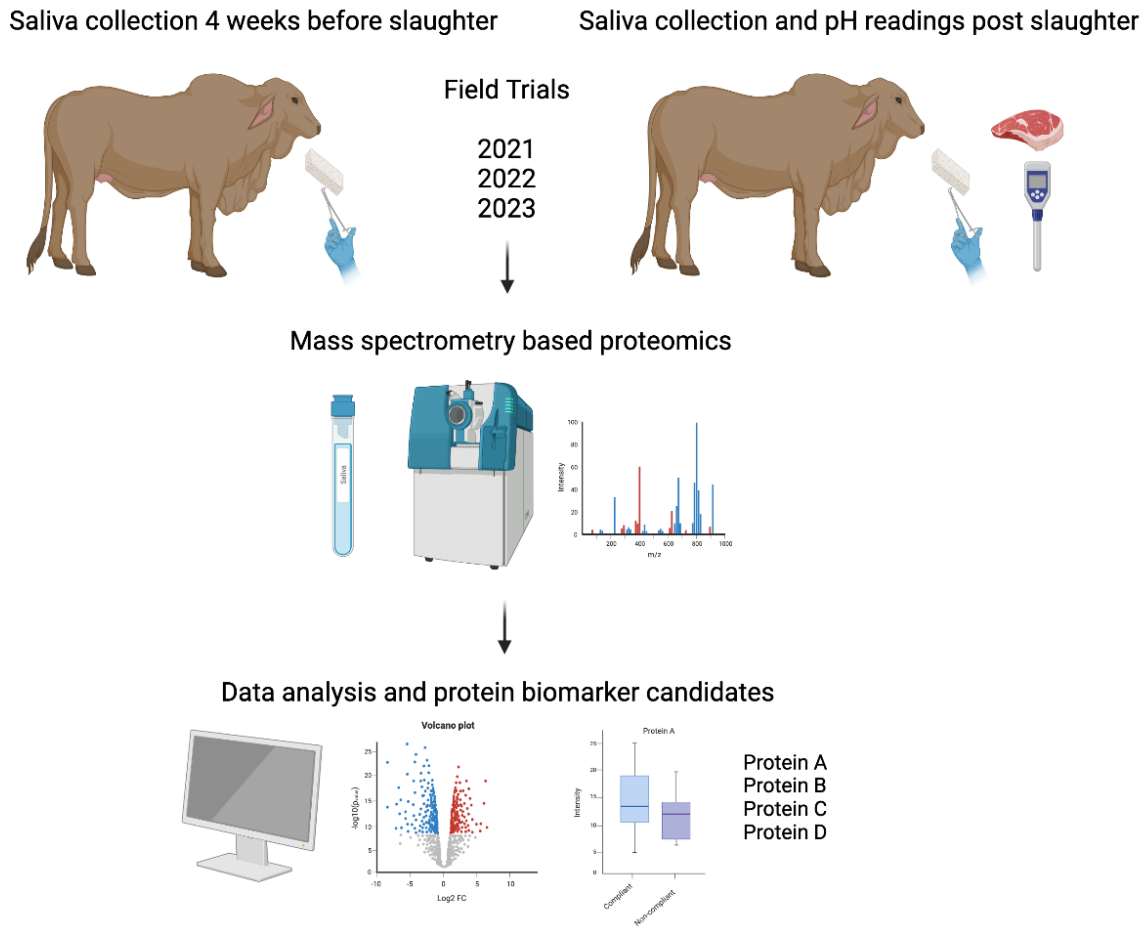 Saliva collection 4 weeks before slaughter
Saliva collection and pH readings post slaughter
Field Trials
2021
2022
2023
Mass spectrometry based proteomics
Saliva
Intensity
100
80
60
40
20
0
200
400
600
800
1000
m/z
Data analysis and protein biomarker candidates
Volcano plot
-log10(pvalue)
25
20
15
10
5
0
-10
-5
0
5
10
Log2 FC
Protein A
Intensity
25
20
15
10
5
0
Compliant
Non-compliant
Protein A
Protein B
Protein C
Protein D